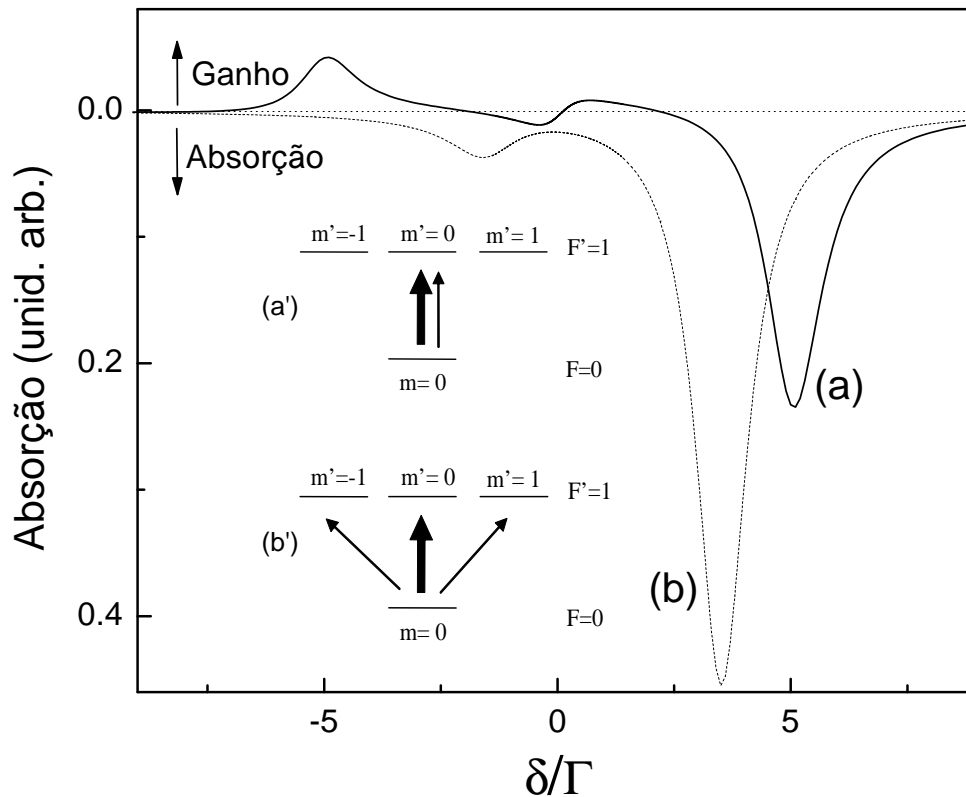 Ganho
0.0
Absorção
m'=-1 m'= 0 m'= 1 F'=1
(a')
0.2
m= 0 F=0
(a)
m'=-1 m'=0 m'= 1 F'=1
(b')
(b)
0.4
m= 0 F=0
-5 0 5
δ/Γ
Absorção (unid. arb.)